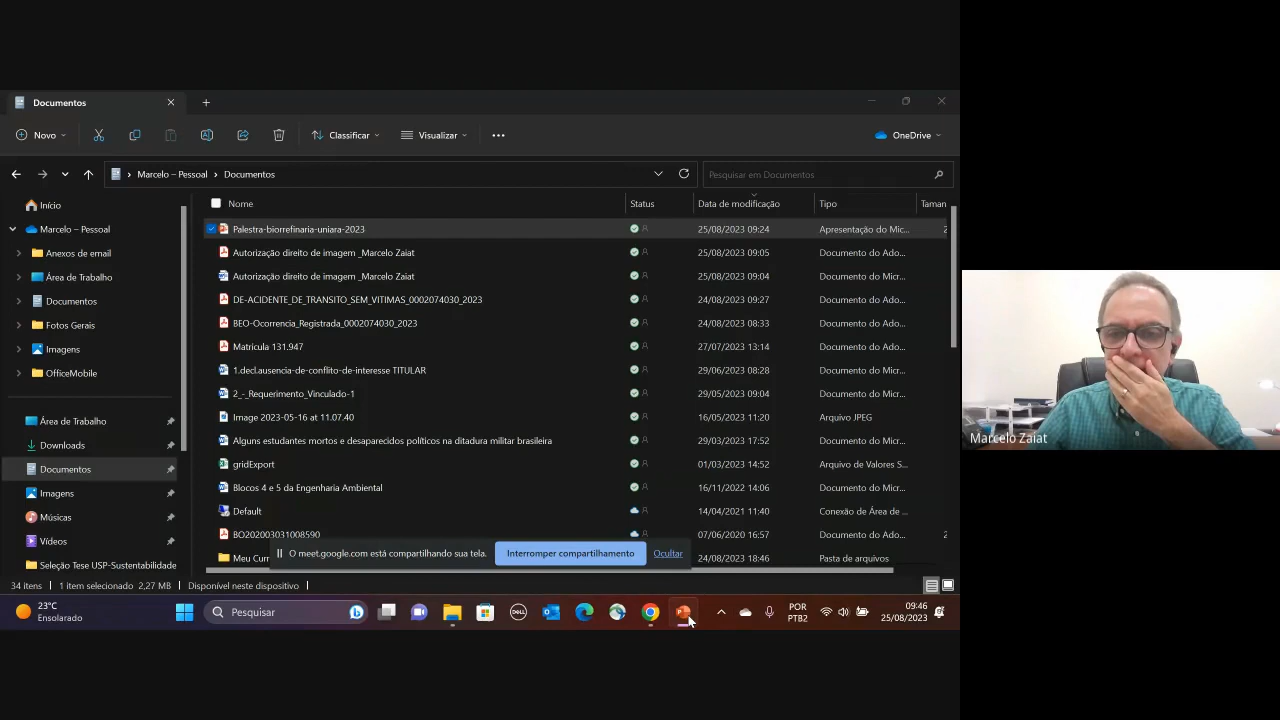 Documentos
Novo
Classificar
Visualizar
OneDrive
Marcelo – Pessoal > Documentos
Pesquisar em Documentos
Nome Status Data de modificação Tipo Taman
Início
Marcelo – Pessoal
Anexos de email
Área de Trabalho
Documentos
Fotos Gerais
Imagens
OfficeMobile
Área de Trabalho
Downloads
Documentos
Imagens
Músicas
Vídeos
Seleção Tese USP-Sustentabilidade
Palestra-biorrefinaria-uniara-2023 25/08/2023 09:24 Apresentação do Mic... 2
Autorização direito de imagem _Marcelo Zaiat 25/08/2023 09:05 Documento do Ado...
Autorização direito de imagem _Marcelo Zaiat 25/08/2023 09:04 Documento do Micr...
DE-ACIDENTE_DE_TRANSITO_SEM_VITIMAS_0002074030_2023 24/08/2023 09:27 Documento do Ado...
BEO-Ocorrencia_Registrada_0002074030_2023 24/08/2023 08:33 Documento do Ado...
Matrícula 131.947 27/07/2023 13:14 Documento do Ado...
1.decl.ausencia-de-conflito-de-interesse TITULAR 29/06/2023 08:28 Documento do Micr...
2_-_Requerimento_Vinculado-1 29/05/2023 09:04 Documento do Micr...
Image 2023-05-16 at 11.07.40 16/05/2023 11:20 Arquivo JPEG
Alguns estudantes mortos e desaparecidos políticos na ditadura militar brasileira 29/03/2023 17:52 Documento do Micr...
gridExport 01/03/2023 14:52 Arquivo de Valores S...
Blocos 4 e 5 da Engenharia Ambiental 16/11/2022 14:06 Documento do Micr...
Default 14/04/2021 11:40 Conexão de Área de ...
BO202003031008590 07/06/2020 16:57 Documento do Ado... 2
Meu Curr 24/08/2023 18:46 Pasta de arquivos
O meet.google.com está compartilhando sua tela. Interromper compartilhamento Ocultar
34 itens 1 item selecionado 2,27 MB Disponível neste dispositivo
23°C
Ensolarado
Pesquisar
DELL
POR
PTB2
09:46
25/08/2023
Marcelo Zaiat